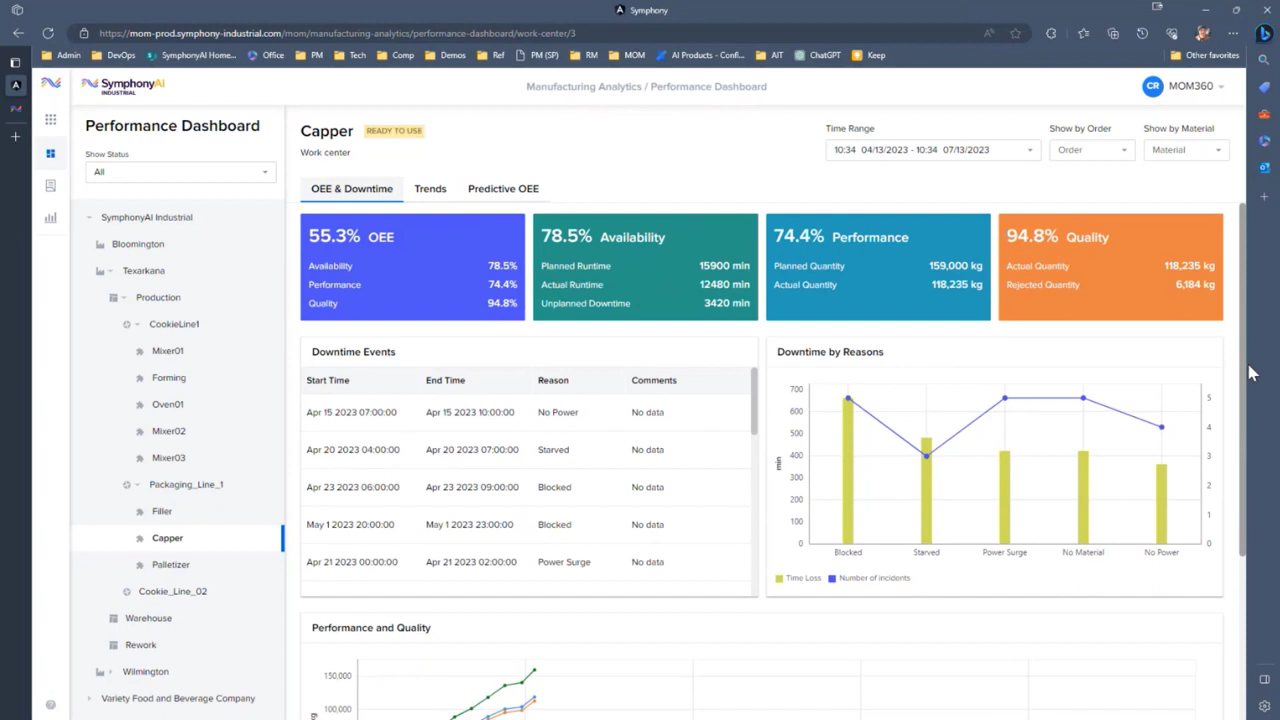 Symphony
https://mom-prod.symphony-industrial.com/mom/manufacturing-analytics/performance-dashboard/work-center/3
Admin DevOps SymphonyAI Home... Office PM Tech Comp Demos Ref PM (SP) RM MOM AI Products - Confi... AIT ChatGPT Keep Other favorites
SymphonyAI
INDUSTRIAL
Manufacturing Analytics / Performance Dashboard
CR MOM360
Performance Dashboard
Show Status
All
SymphonyAI Industrial
Bloomington
Texarkana
Production
CookieLine1
Mixer01
Forming
Oven01
Mixer02
Mixer03
Packaging_Line_1
Filler
Capper
Palletizer
Cookie_Line_02
Warehouse
Rework
Wilmington
Variety Food and Beverage Company
Capper READY TO USE
Work center
Time Range
10:34 04/13/2023 - 10:34 07/13/2023
Show by Order
Order
Show by Material
Material
OEE & Downtime Trends Predictive OEE
55.3% OEE
Availability 78.5%
Performance 74.4%
Quality 94.8%
78.5% Availability
Planned Runtime 15900 min
Actual Runtime 12480 min
Unplanned Downtime 3420 min
74.4% Performance
Planned Quantity 159,000 kg
Actual Quantity 118,235 kg
94.8% Quality
Actual Quantity 118,235 kg
Rejected Quantity 6,184 kg
Downtime Events
Start Time End Time Reason Comments
Apr 15 2023 07:00:00 Apr 15 2023 10:00:00 No Power No data
Apr 20 2023 04:00:00 Apr 20 2023 07:00:00 Starved No data
Apr 23 2023 06:00:00 Apr 23 2023 09:00:00 Blocked No data
May 1 2023 20:00:00 May 1 2023 23:00:00 Blocked No data
Apr 21 2023 00:00:00 Apr 21 2023 02:00:00 Power Surge No data
Downtime by Reasons
700 5
600
500 4
400 3
300
200 2
100 1
0 0
min
Blocked Starved Power Surge No Material No Power
Time Loss Number of incidents
Performance and Quality
150,000
100,000